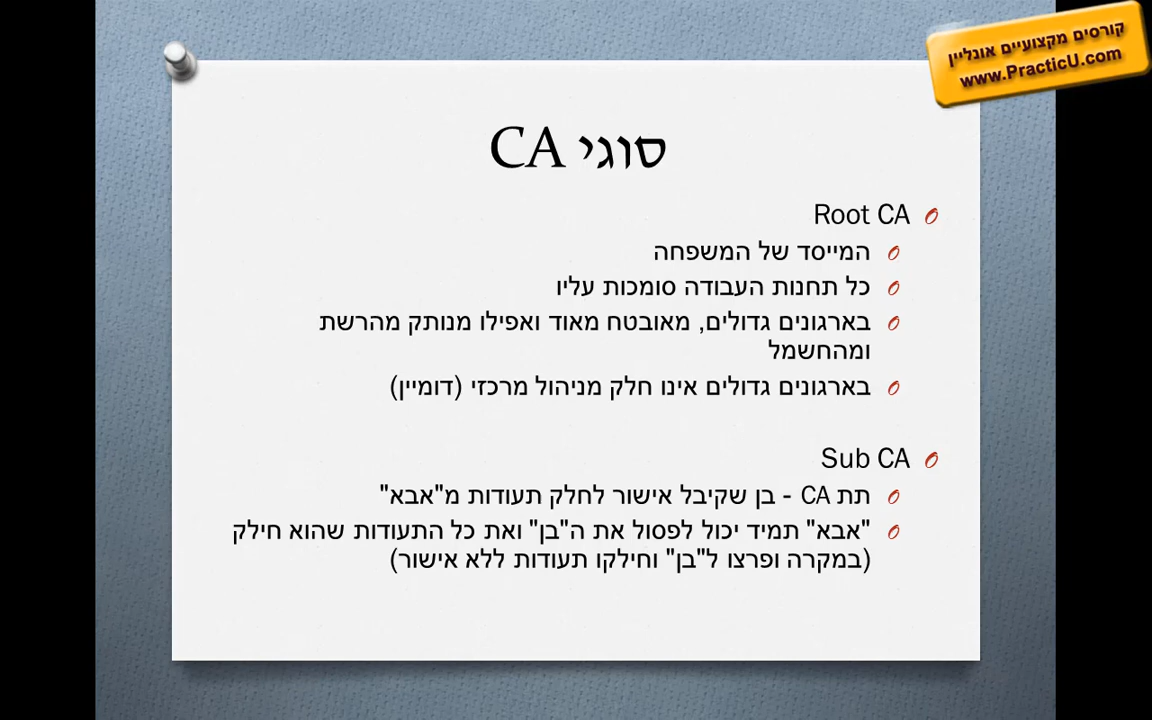 קורסים מקצועיים אונליין
www.PracticU.com
סוגי CA
Root CA
המייסד של המשפחה
כל תחנות העבודה סומכות עליו
בארגונים גדולים, מאובטח מאוד ואפילו מנותק מהרשת
ומהחשמל
בארגונים גדולים אינו חלק מניהול מרכזי (דומיין)
Sub CA
תת CA - בן שקיבל אישור לחלק תעודות מ"אבא"
"אבא" תמיד יכול לפסול את ה"בן" ואת כל התעודות שהוא חילק
(במקרה ופרצו ל"בן" וחילקו תעודות ללא אישור)